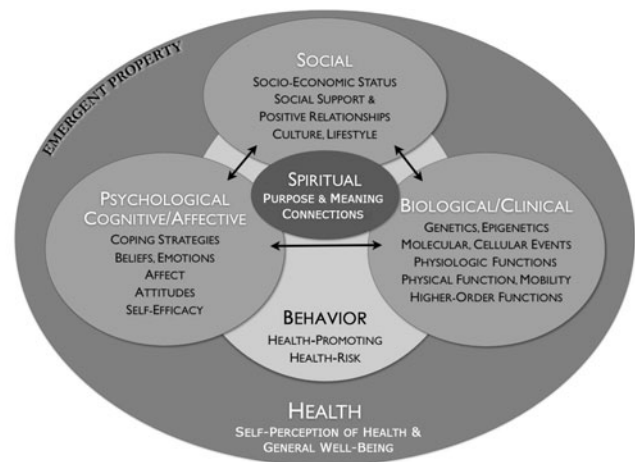 EMERGENT PROPERTY
SOCIAL
SOCIO-ECONOMIC STATUS
SOCIAL SUPPORT &
POSITIVE RELATIONSHIPS
CULTURE, LIFESTYLE
SPIRITUAL
PURPOSE & MEANING
CONNECTIONS
PSYCHOLOGICAL
COGNITIVE/AFFECTIVE
COPING STRATEGIES
BELIEFS, EMOTIONS
AFFECT
ATTITUDES
SELF-EFFICACY
BIOLOGICAL/CLINICAL
GENETICS, EPIGENETICS
MOLECULAR, CELLULAR EVENTS
PHYSIOLOGIC FUNCTIONS
PHYSICAL FUNCTION, MOBILITY
HIGHER-ORDER FUNCTIONS
BEHAVIOR
HEALTH-PROMOTING
HEALTH-RISK
HEALTH
SELF-PERCEPTION OF HEALTH &
GENERAL WELL-BEING